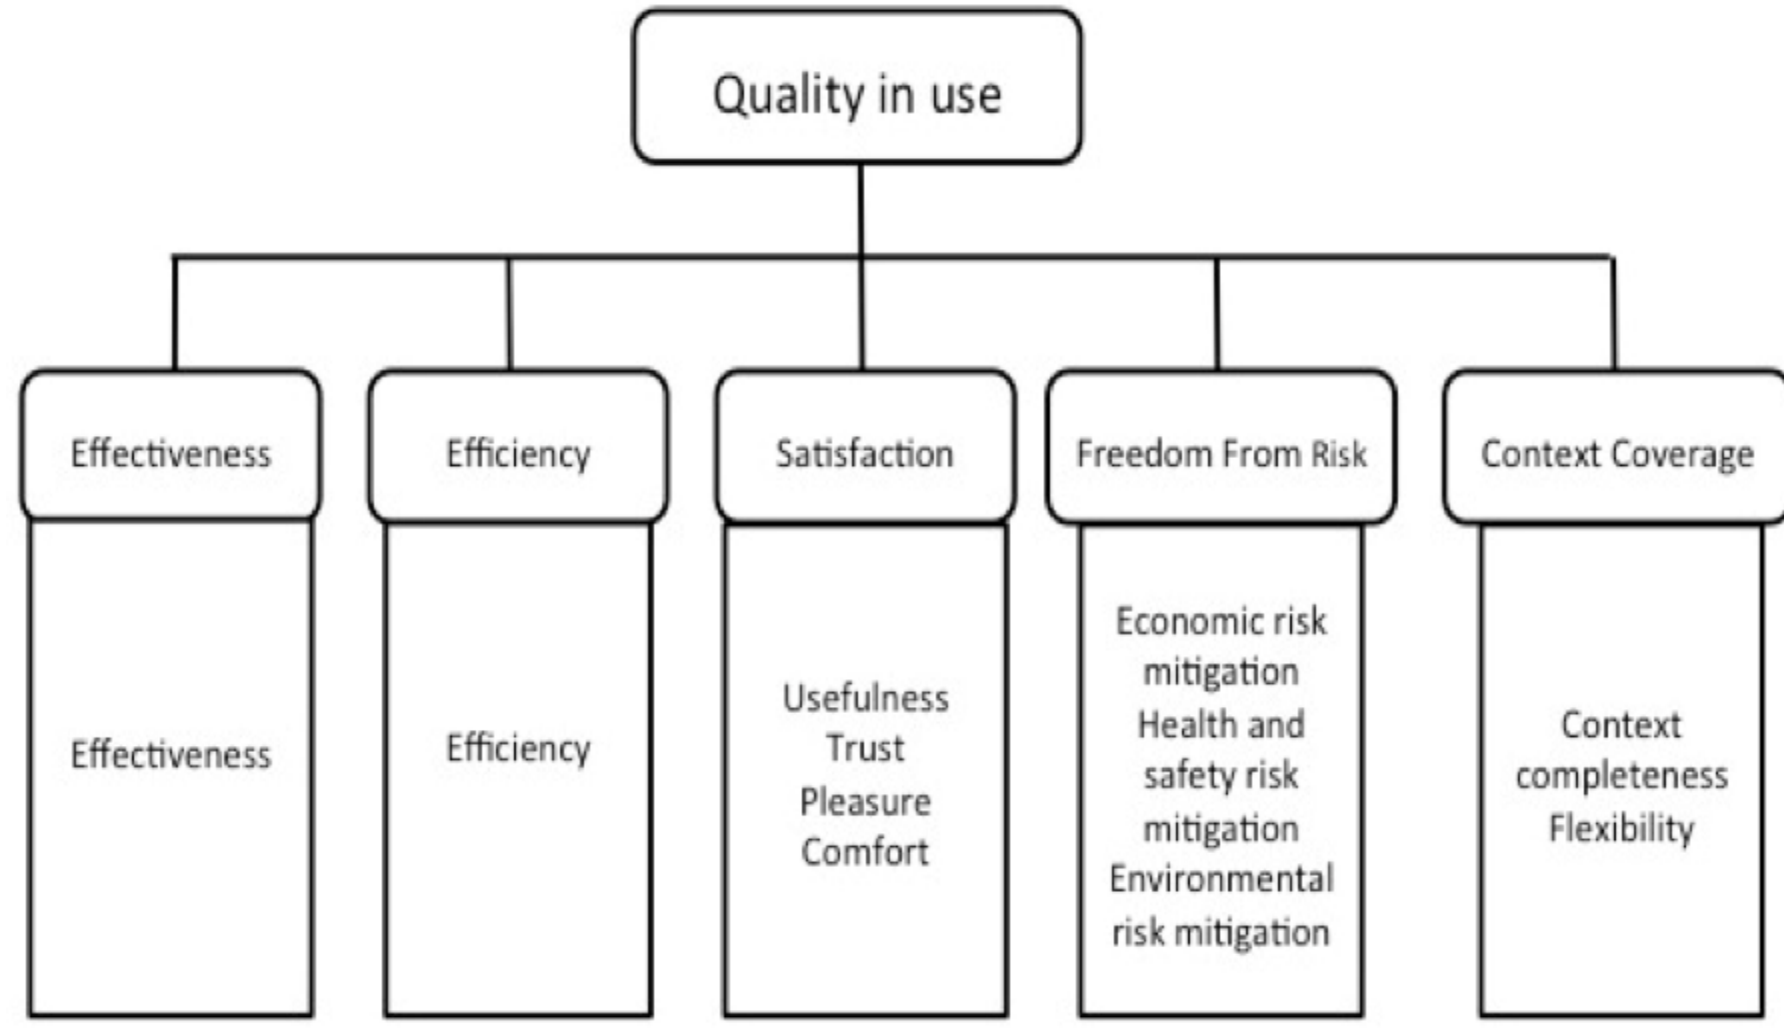 Quality in use
Effectiveness
Efficiency
Satisfaction
Freedom From Risk
Context Coverage
Effectiveness
Efficiency
Usefulness
Trust
Pleasure
Comfort
Economic risk
mitigation
Health and
safety risk
mitigation
Environmental
risk mitigation
Context
completeness
Flexibility